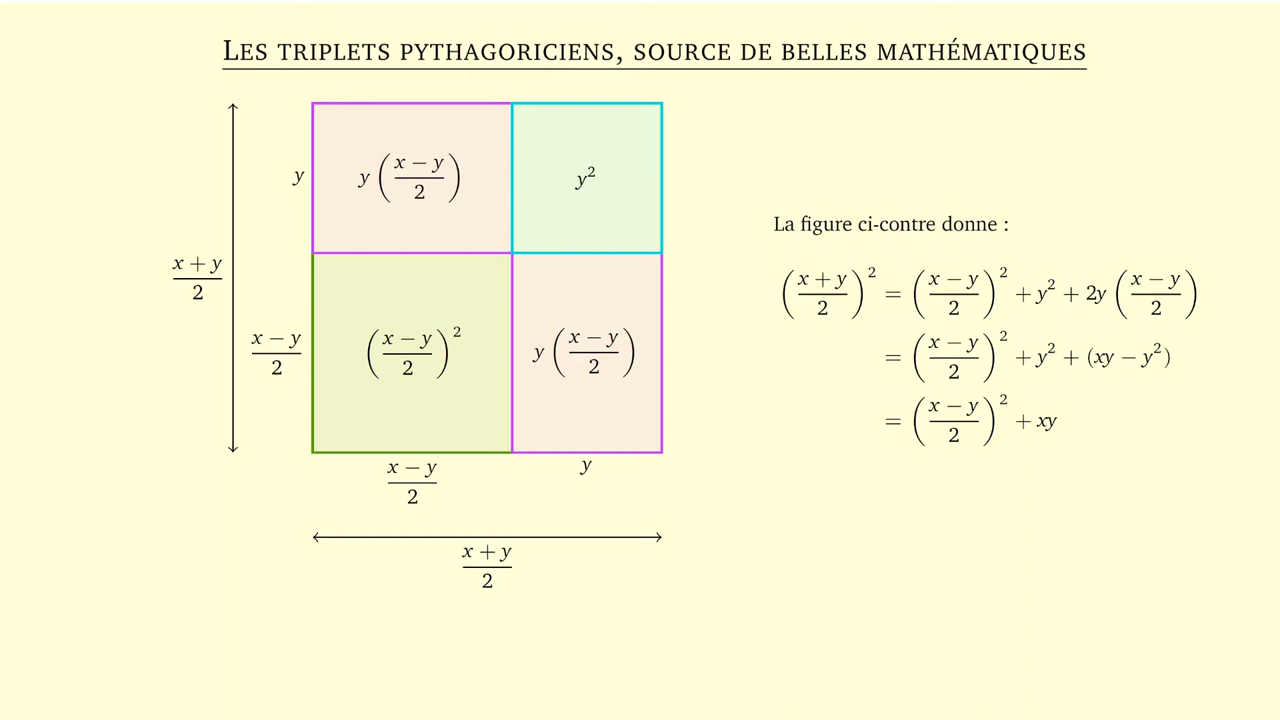 LES TRIPLETS PYTHAGORICIENS, SOURCE DE BELLES MATHÉMATIQUES
y
y((x − y)/2)
y²
(x + y)/2
(x − y)/2
((x − y)/2)²
y((x − y)/2)
(x − y)/2
y
(x + y)/2
La figure ci-contre donne :
((x + y)/2)² = ((x − y)/2)² + y² + 2y((x − y)/2)
= ((x − y)/2)² + y² + (xy − y²)
= ((x − y)/2)² + xy